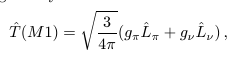 T̂(M1) = √(3/4π) (g_π L̂_π + g_ν L̂_ν) ,